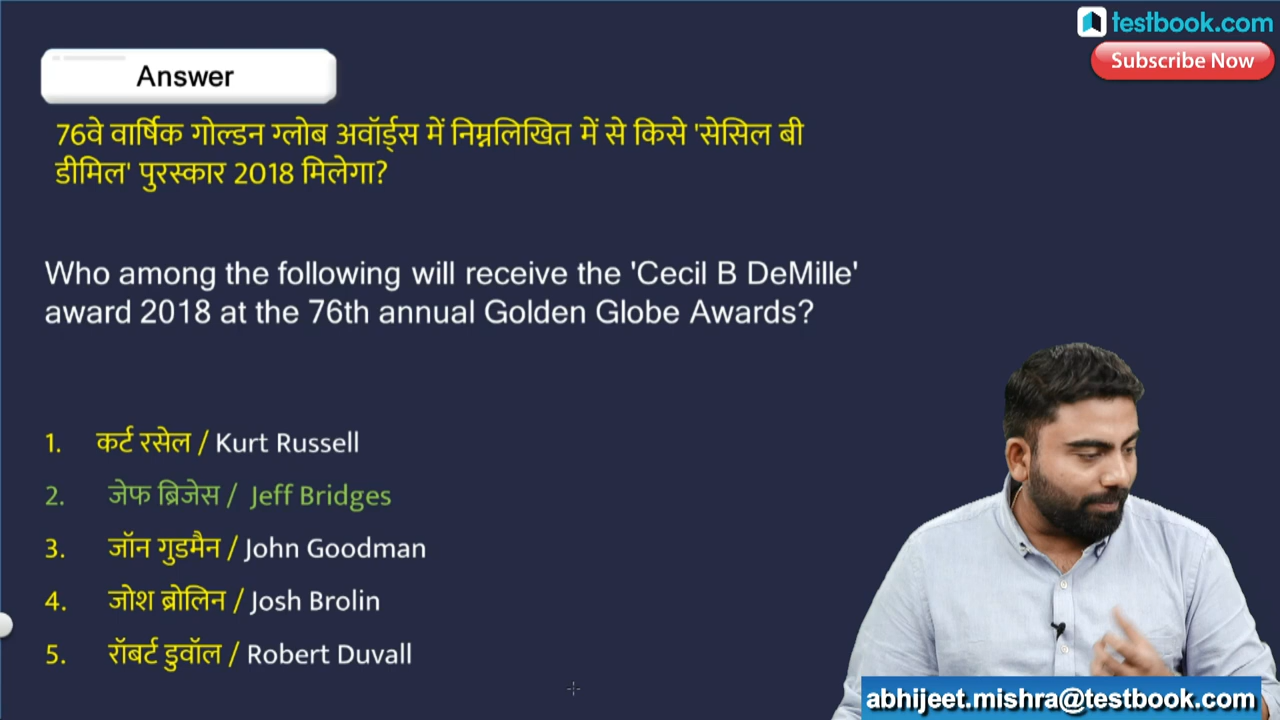 testbook.com
Subscribe Now
Answer
76वे वार्षिक गोल्डन ग्लोब अवॉर्ड्स में निम्नलिखित में से किसे 'सेसिल बी
डीमिल' पुरस्कार 2018 मिलेगा?
Who among the following will receive the 'Cecil B DeMille'
award 2018 at the 76th annual Golden Globe Awards?
1. कर्ट रसेल / Kurt Russell
2. जेफ ब्रिजेस / Jeff Bridges
3. जॉन गुडमैन / John Goodman
4. जोश ब्रोलिन / Josh Brolin
5. रॉबर्ट डुवॉल / Robert Duvall
abhijeet.mishra@testbook.com